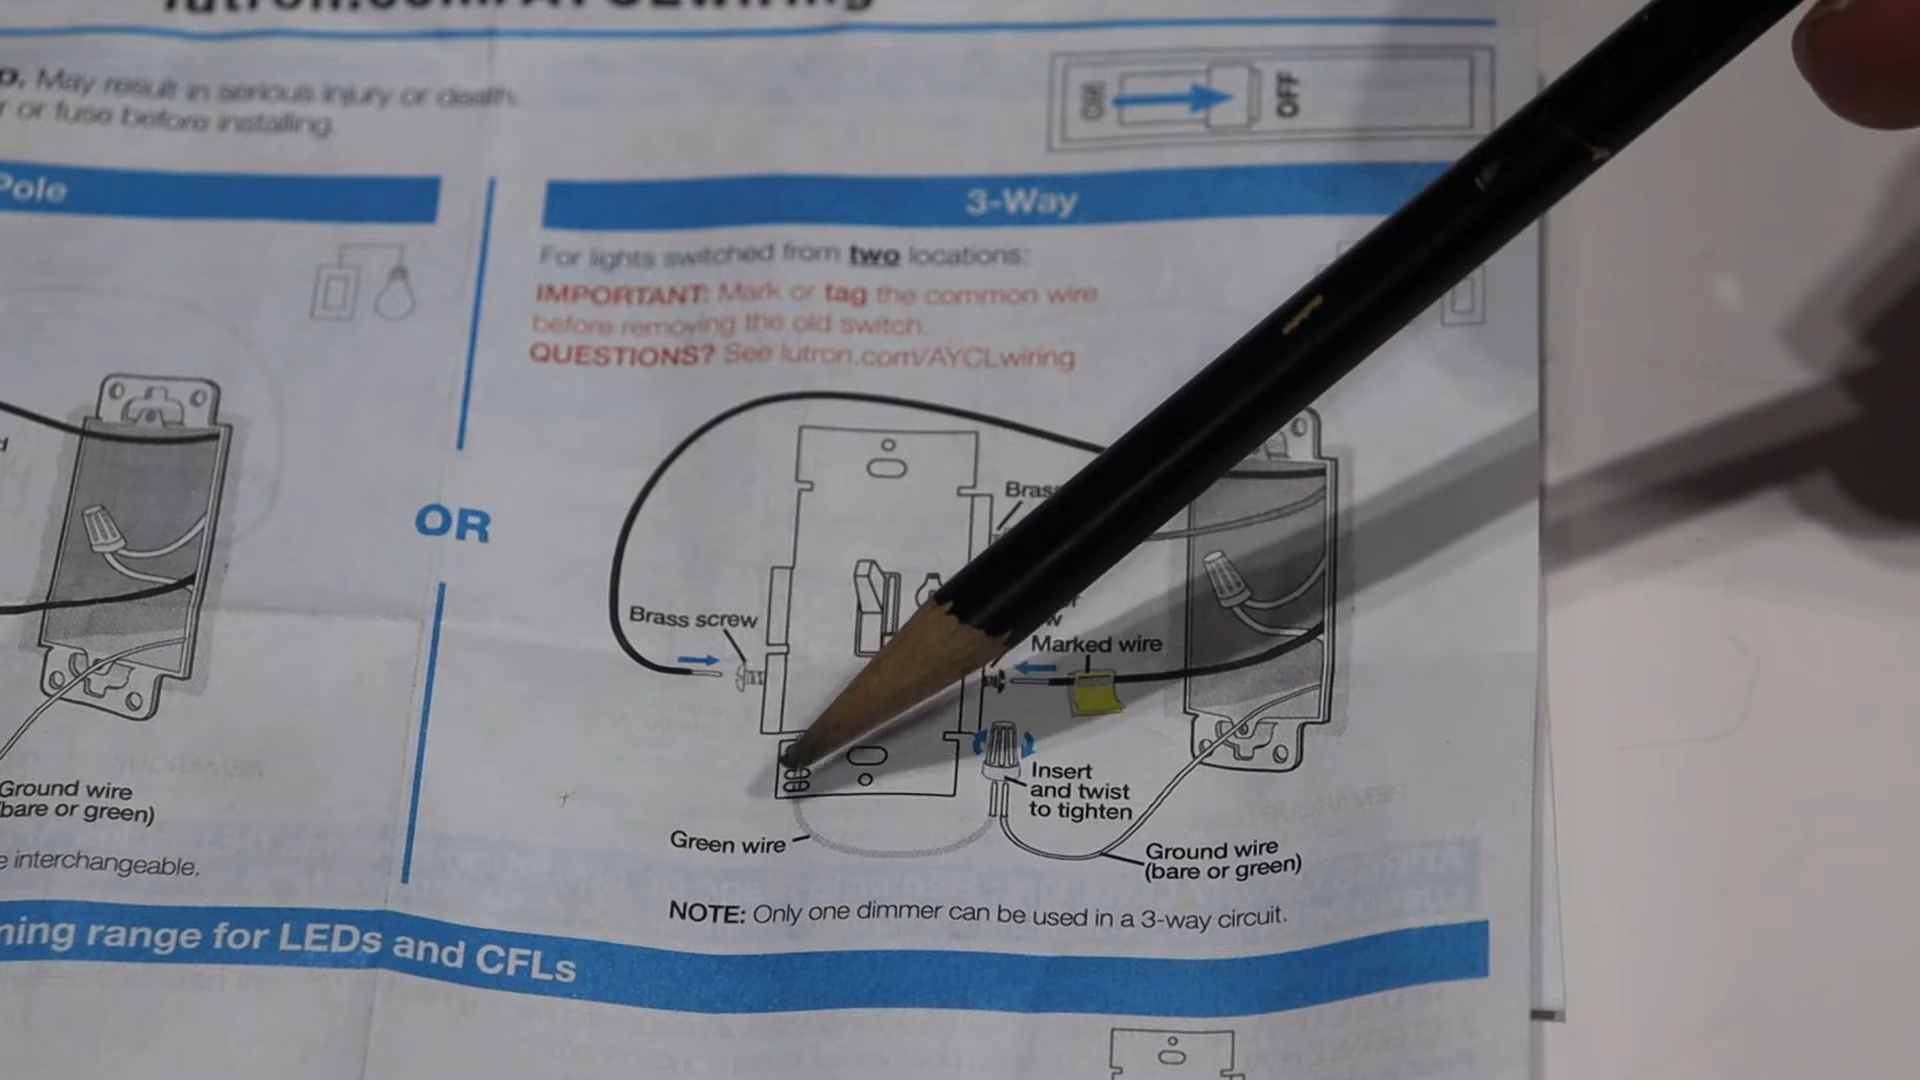 lutron.com/AYCLwiring
May result in serious injury or death.
or fuse before installing.
ON
OFF
Pole
3-Way
For lights switched from two locations:
IMPORTANT: Mark or tag the common wire
before removing the old switch.
QUESTIONS? See lutron.com/AYCLwiring
OR
Brass screw
Marked wire
Insert
and twist
to tighten
Green wire
Ground wire
(bare or green)
Ground wire
(bare or green)
interchangeable.
NOTE: Only one dimmer can be used in a 3-way circuit.
range for LEDs and CFLs